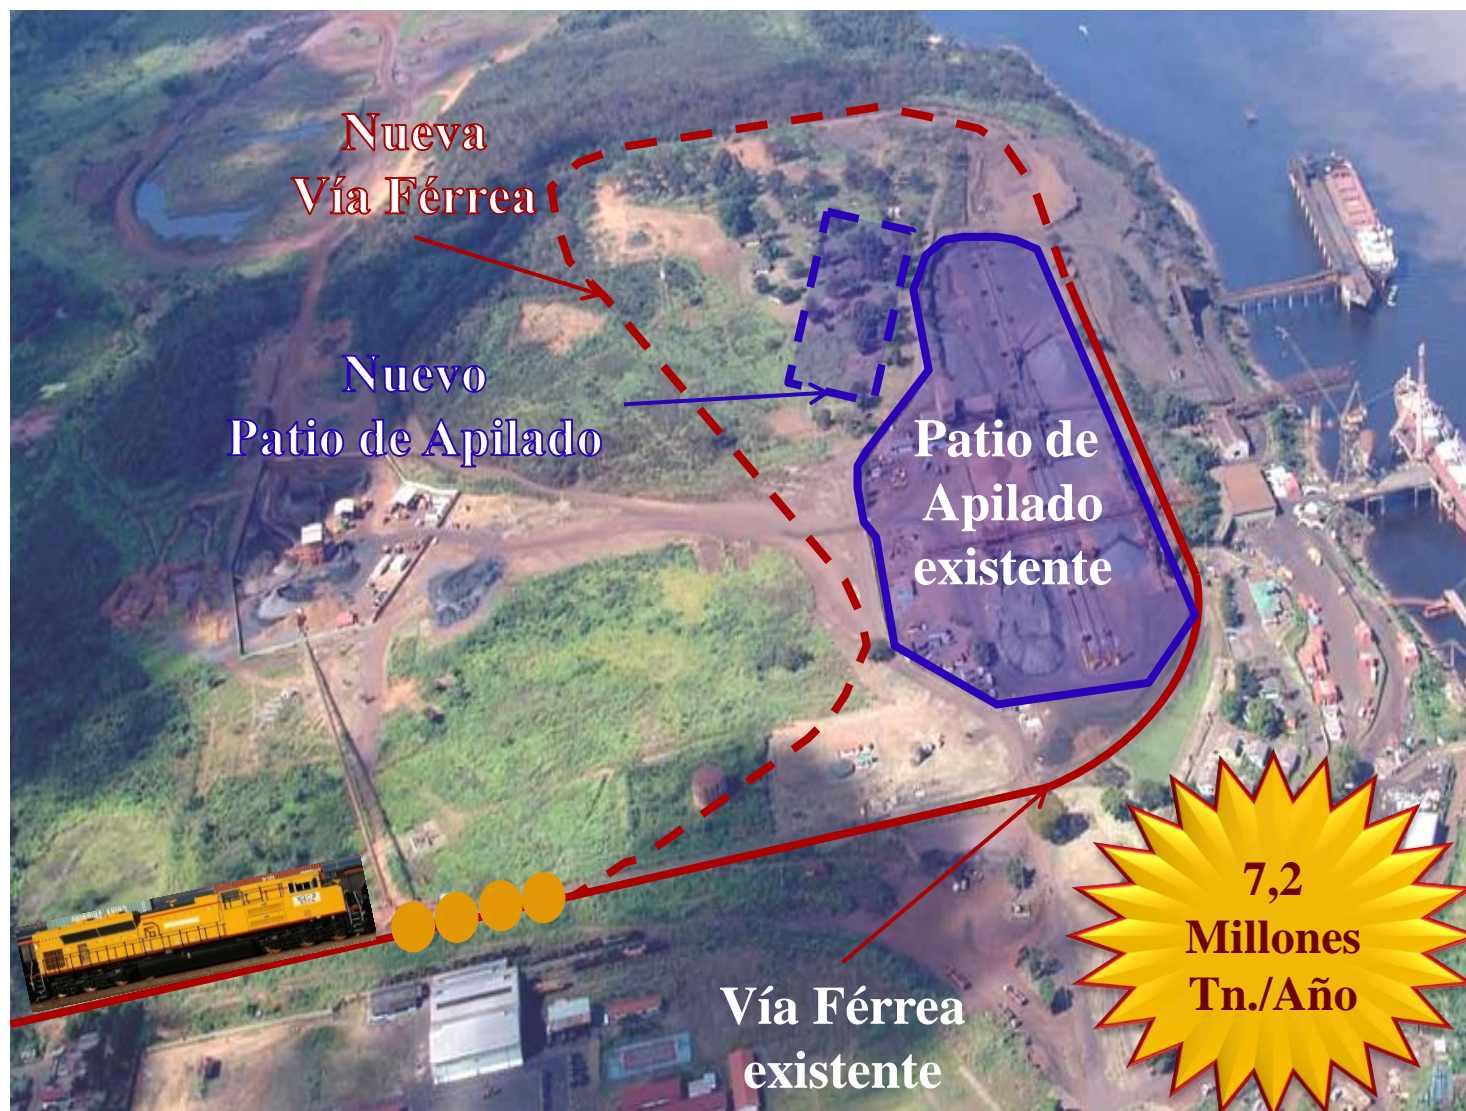 Nueva
Vía Férrea
Nuevo
Patio de Apilado
Patio de
Apilado
existente
7,2
Millones
Tn./Año
Vía Férrea
existente